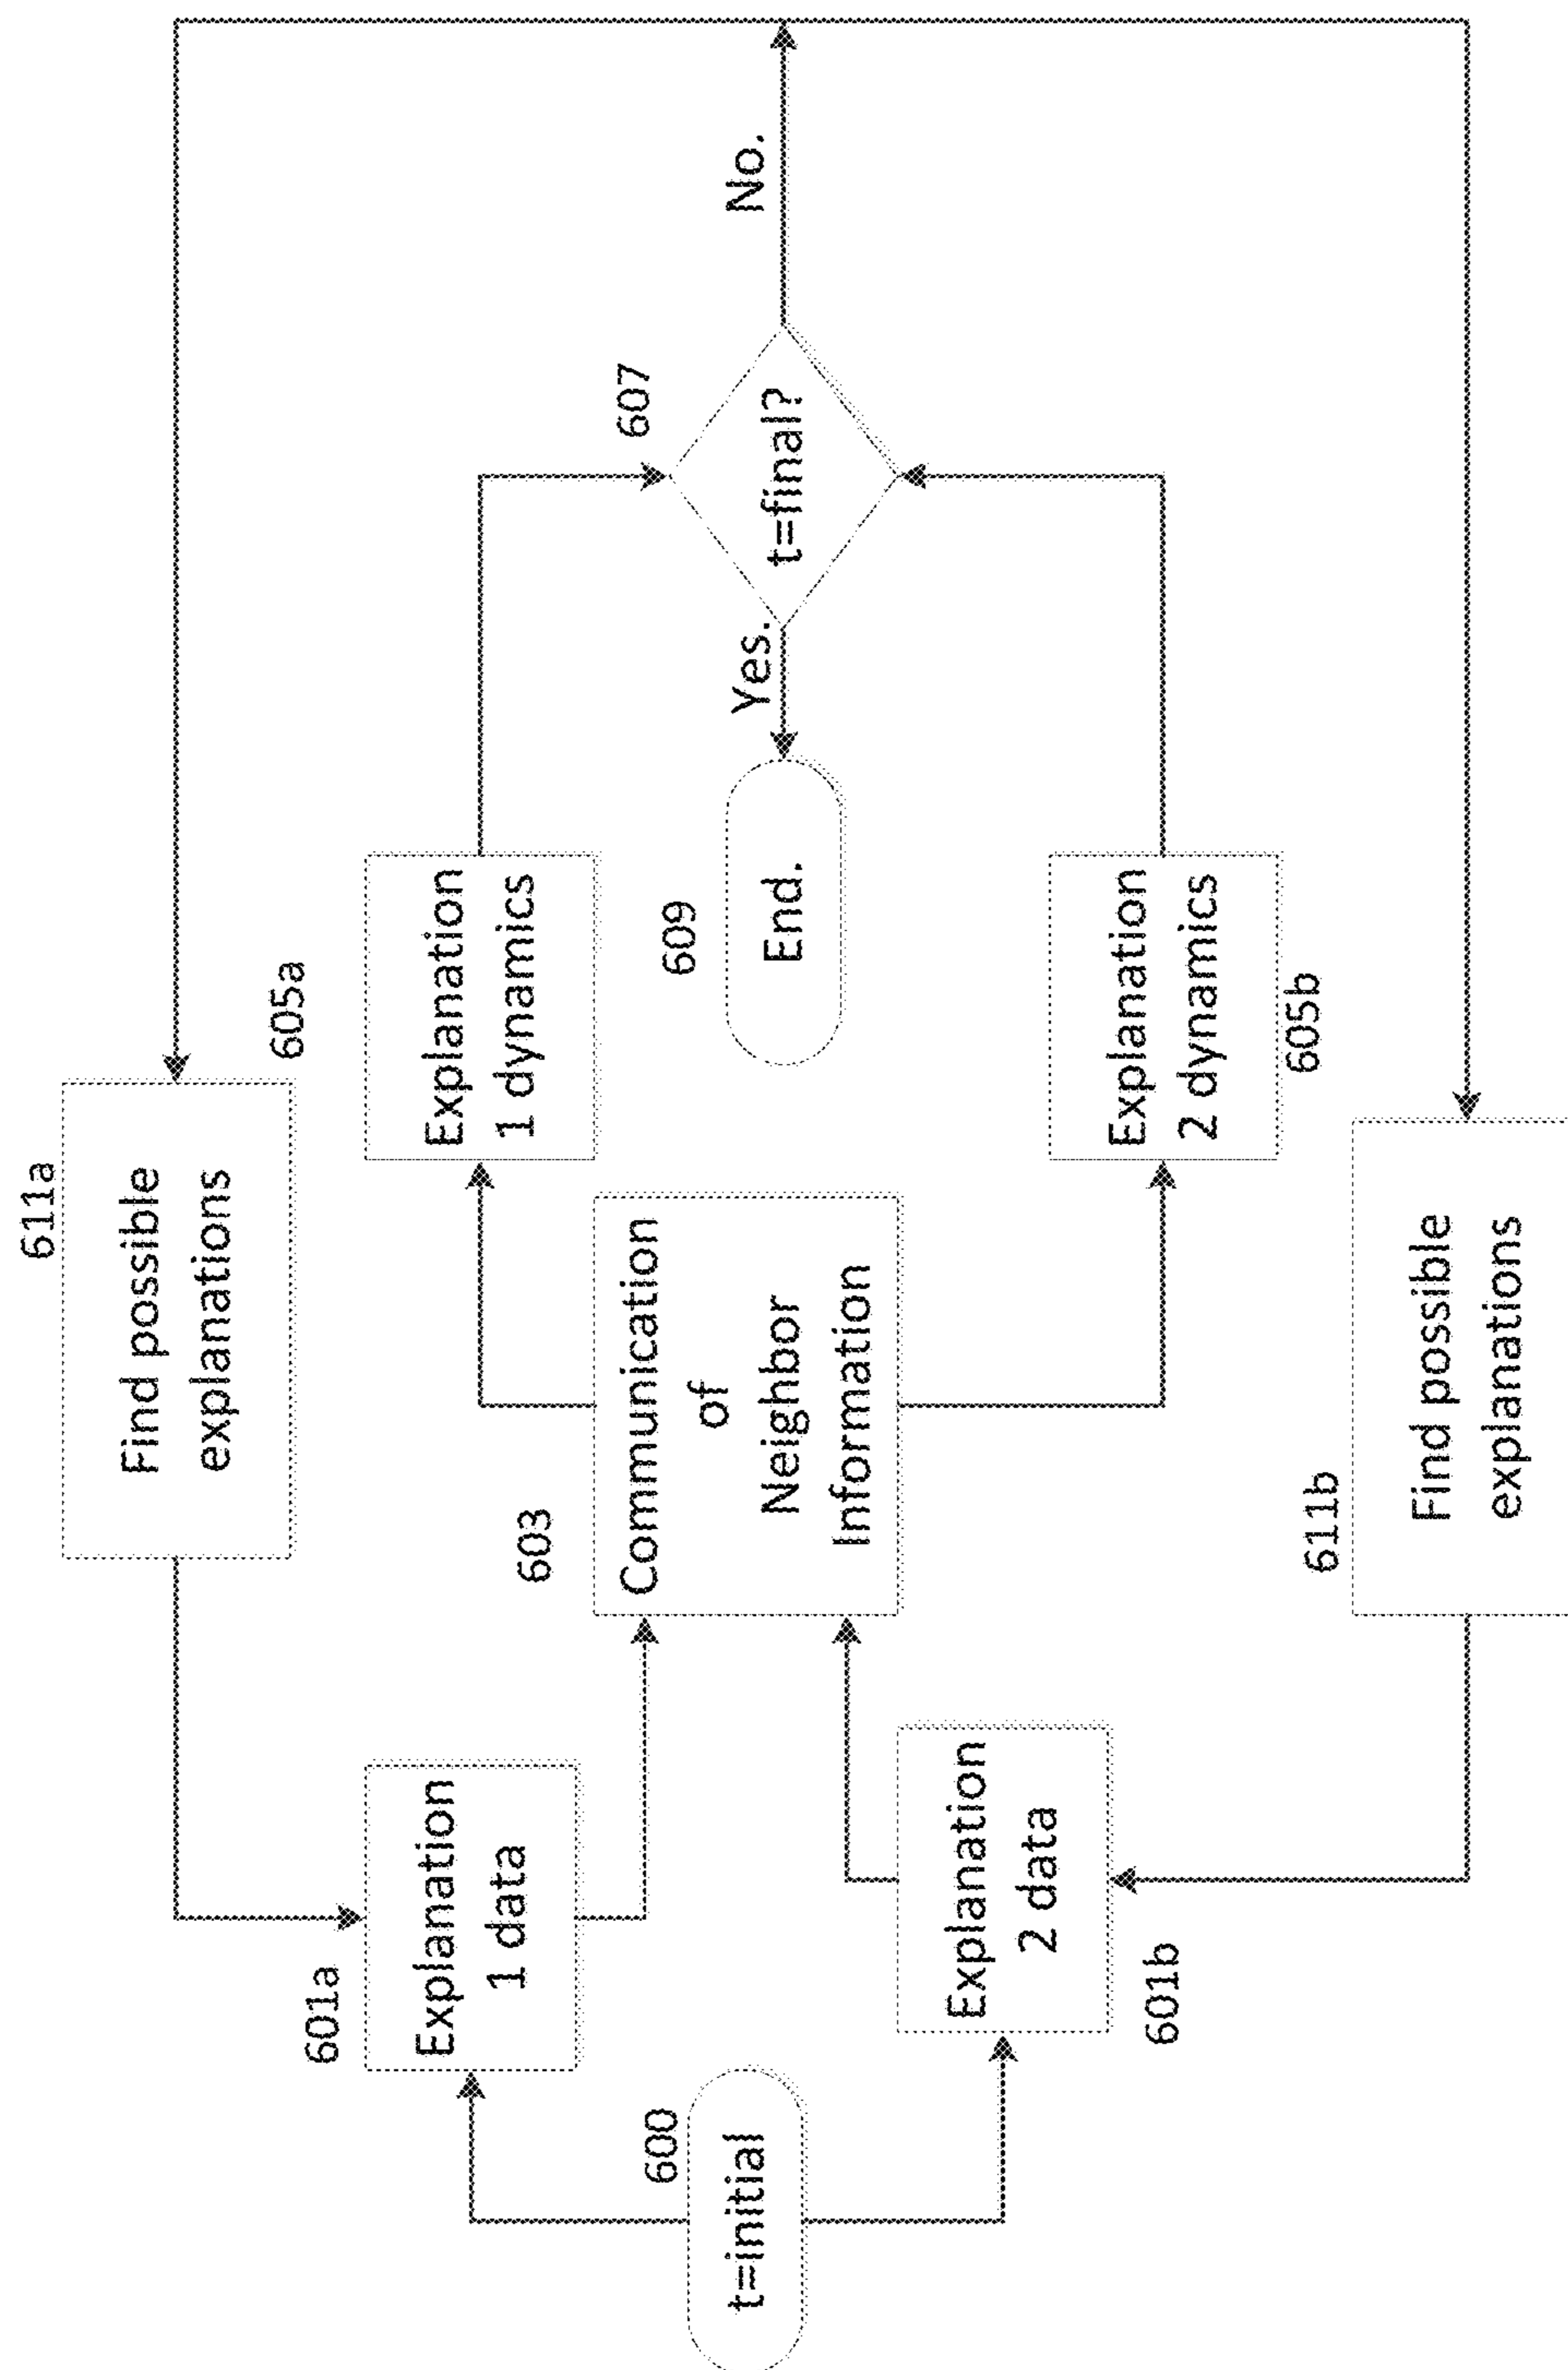 611a
Find possible
explanations
605a
601a
Explanation
1 data
Explanation
1 dynamics
607
603
609
600
t=initial
Communication
of
Neighbor
Information
End.
Yes.
t=final?
No.
Explanation
2 data
601b
Explanation
2 dynamics
605b
611b
Find possible
explanations